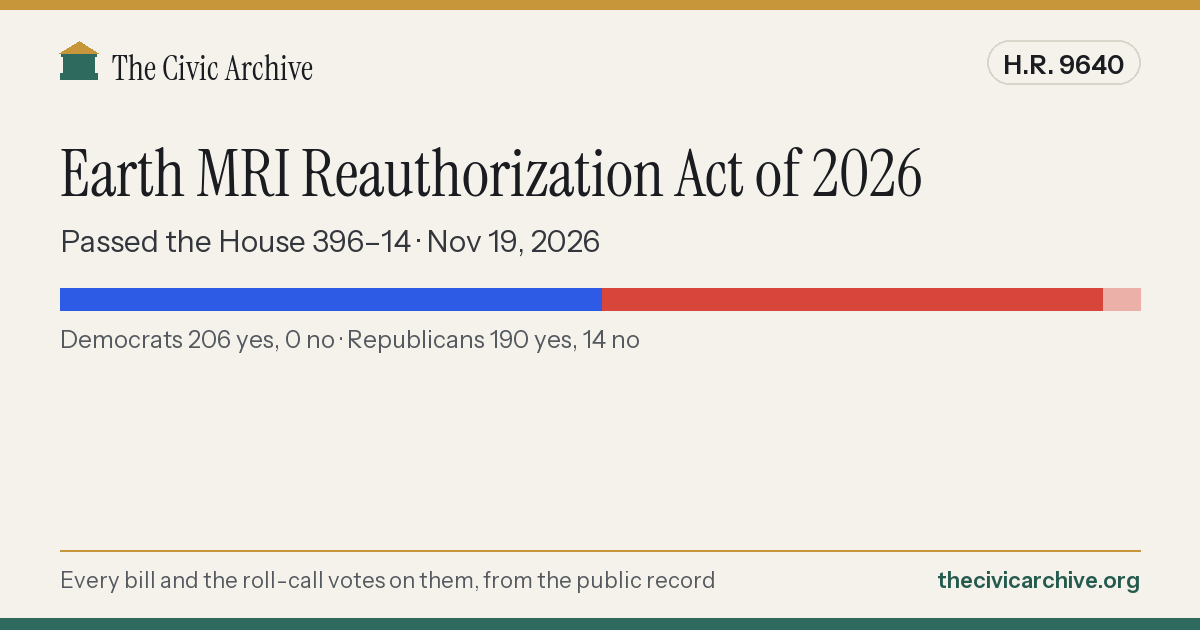 The Civic Archive
H.R. 9640
Earth MRI Reauthorization Act of 2026
Passed the House 396–14 · Nov 19, 2026
Democrats 206 yes, 0 no · Republicans 190 yes, 14 no
Every bill and the roll-call votes on them, from the public record
thecivicarchive.org